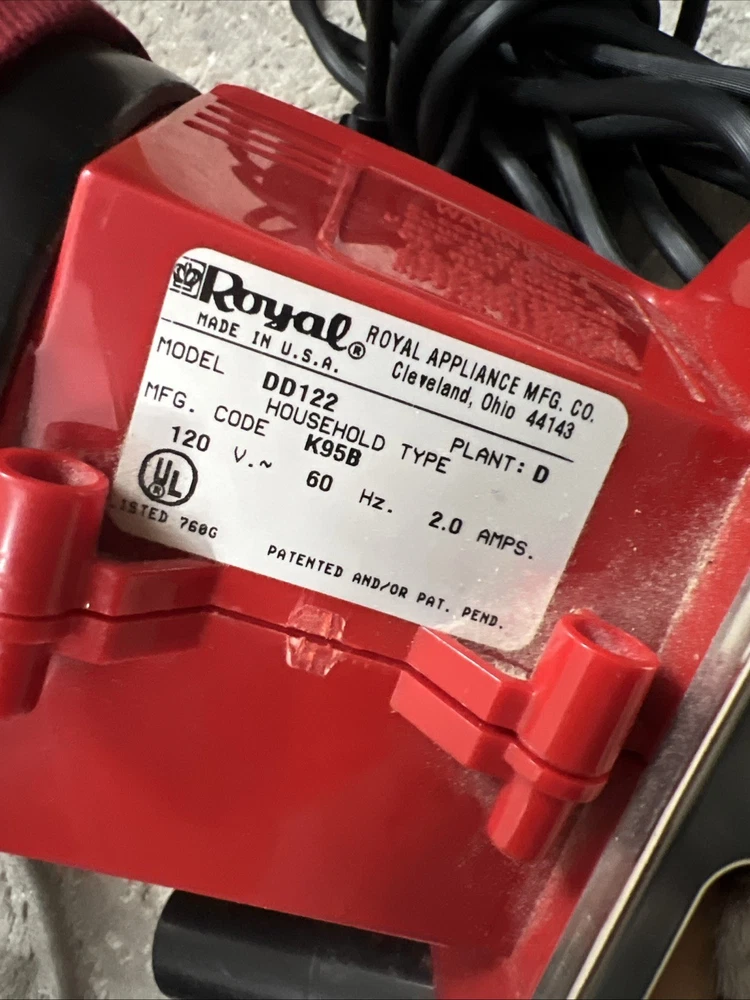 WARNING
Royal®
MADE IN U.S.A.
ROYAL APPLIANCE MFG. CO.
Cleveland, Ohio 44143
MODEL DD122
HOUSEHOLD TYPE
PLANT: D
MFG. CODE K95B
120 V.~ 60 Hz. 2.0 AMPS.
UL
®
LISTED 760G
PATENTED AND/OR PAT. PEND.